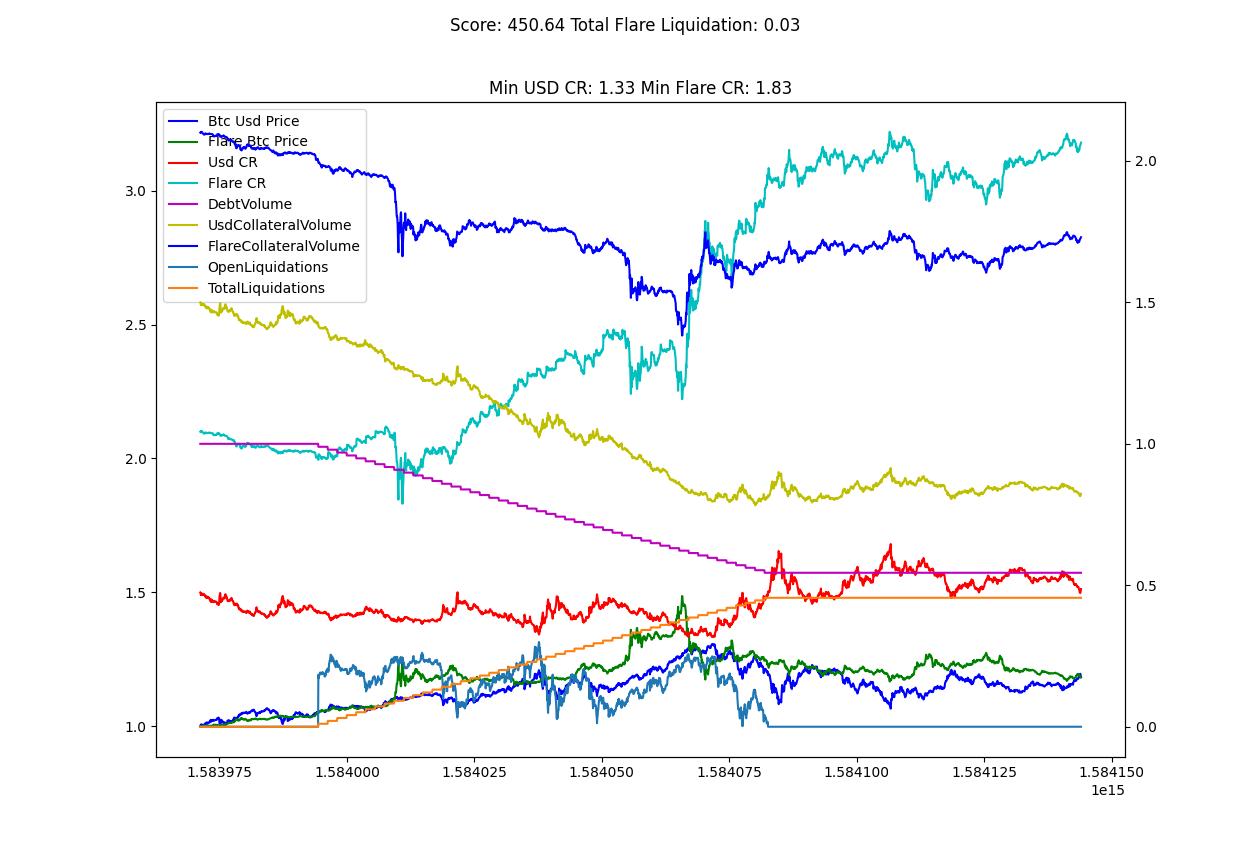 Score: 450.64 Total Flare Liquidation: 0.03
Min USD CR: 1.33 Min Flare CR: 1.83
Btc Usd Price
Flare Btc Price
Usd CR
Flare CR
DebtVolume
UsdCollateralVolume
FlareCollateralVolume
OpenLiquidations
TotalLiquidations
3.0
2.5
2.0
1.5
1.0
2.0
1.5
1.0
0.5
0.0
1.583975 1.584000 1.584025 1.584050 1.584075 1.584100 1.584125 1.584150
1e15